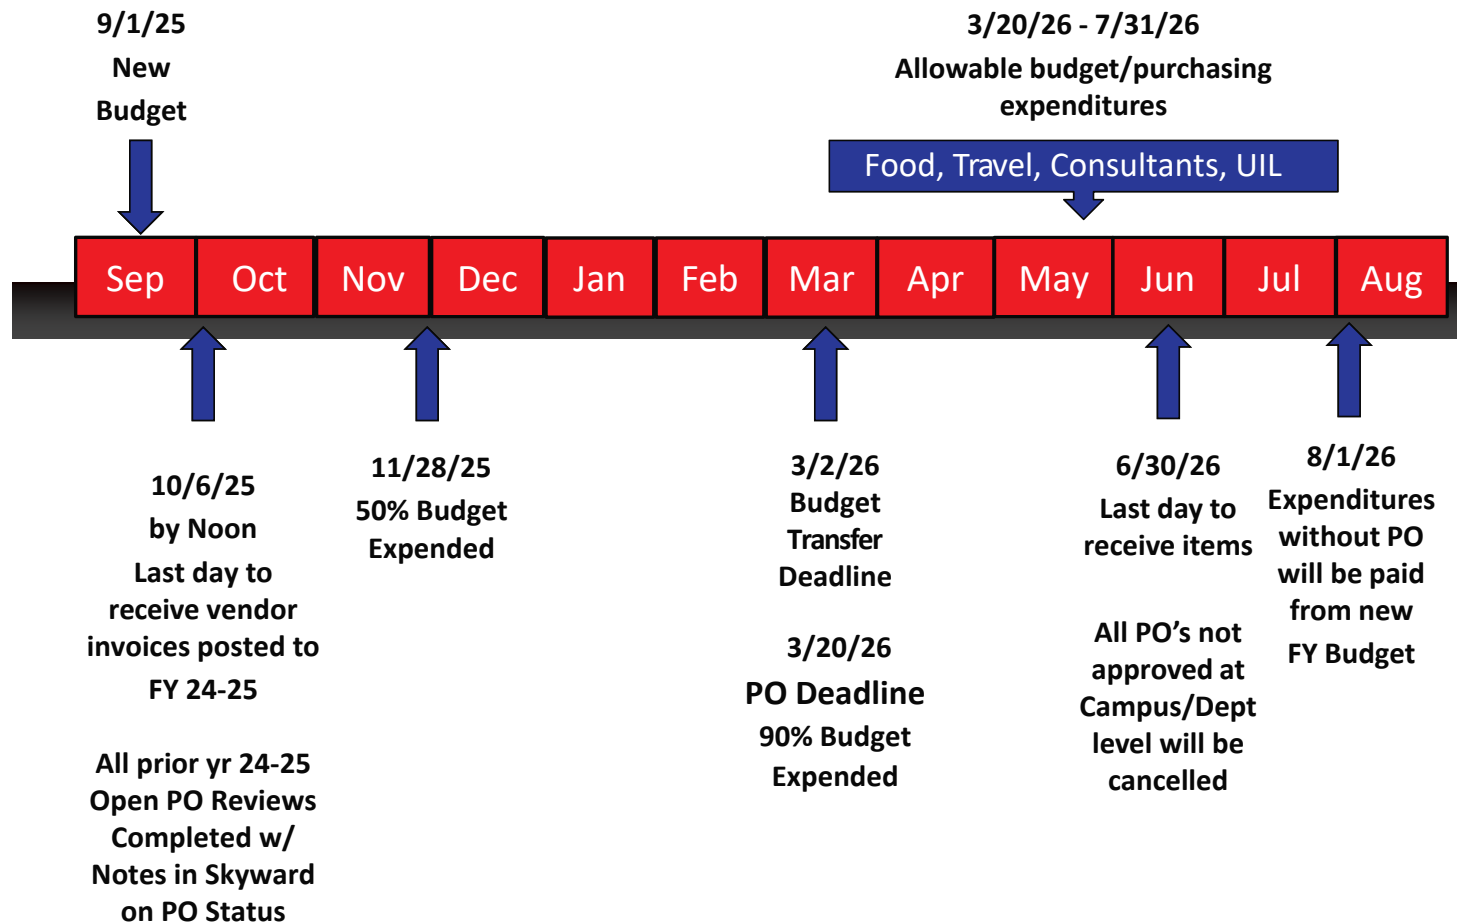 9/1/25
New
Budget
3/20/26 - 7/31/26
Allowable budget/purchasing
expenditures
Food, Travel, Consultants, UIL
Sep
Oct
Nov
Dec
Jan
Feb
Mar
Apr
May
Jun
Jul
Aug
10/6/25
by Noon
Last day to
receive vendor
invoices posted to
FY 24-25
All prior yr 24-25
Open PO Reviews
Completed w/
Notes in Skyward
on PO Status
11/28/25
50% Budget
Expended
3/2/26
Budget
Transfer
Deadline
3/20/26
PO Deadline
90% Budget
Expended
6/30/26
Last day to
receive items
All PO’s not
approved at
Campus/Dept
level will be
cancelled
8/1/26
Expenditures
without PO
will be paid
from new
FY Budget